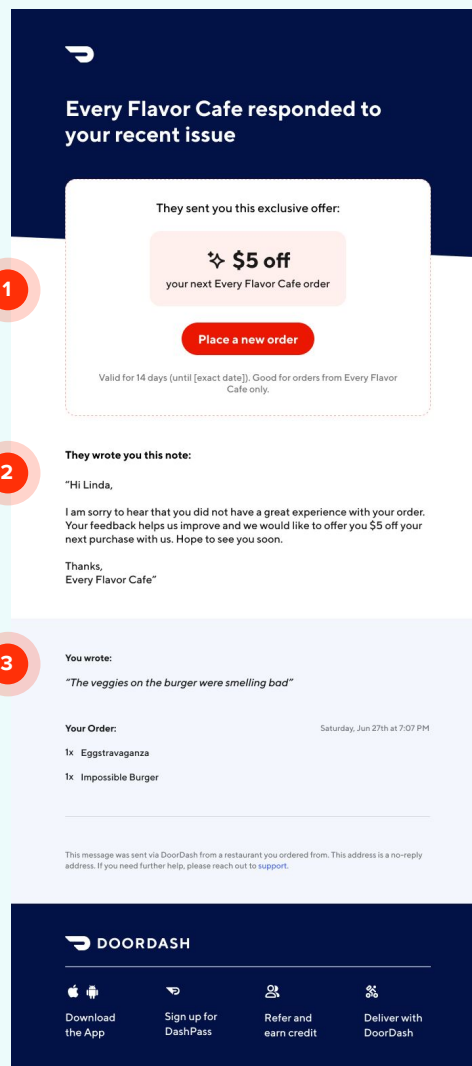 Every Flavor Cafe responded to
your recent issue
They sent you this exclusive offer:
$5 off
your next Every Flavor Cafe order
1
Place a new order
Valid for 14 days (until [exact date]). Good for orders from Every Flavor
Cafe only.
They wrote you this note:
2
"Hi Linda,
I am sorry to hear that you did not have a great experience with your order.
Your feedback helps us improve and we would like to offer you $5 off your
next purchase with us. Hope to see you soon.
Thanks,
Every Flavor Cafe"
3
You wrote:
"The veggies on the burger were smelling bad"
Your Order: Saturday, Jun 27th at 7:07 PM
1x Eggstravaganza
1x Impossible Burger
This message was sent via DoorDash from a restaurant you ordered from. This address is a no-reply
address. If you need further help, please reach out to support.
DOORDASH
Download
the App
Sign up for
DashPass
Refer and
earn credit
Deliver with
DoorDash